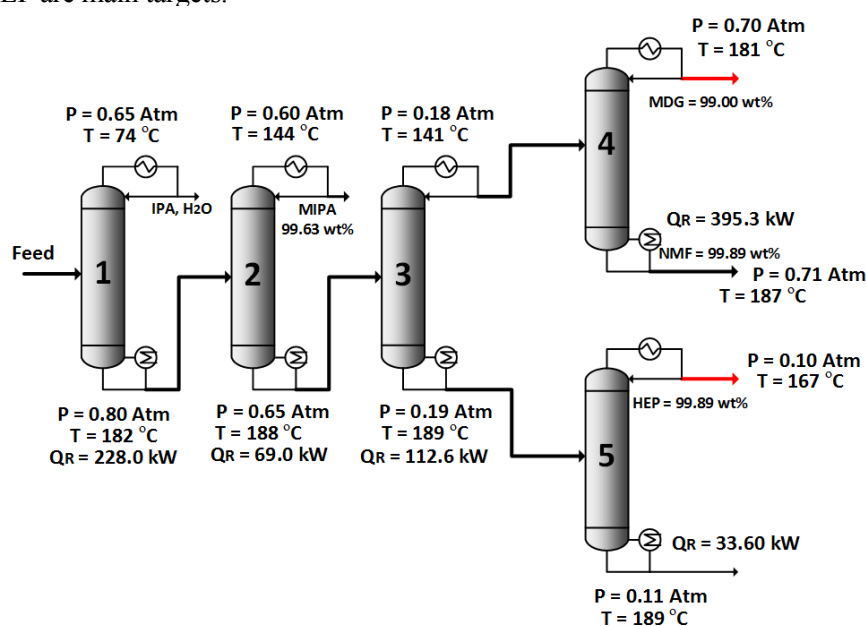 are main targets.
P = 0.70 Atm
T = 181 °C
MDG = 99.00 wt%
P = 0.65 Atm
T = 74 °C
P = 0.60 Atm
T = 144 °C
P = 0.18 Atm
T = 141 °C
4
IPA, H2O
MIPA
99.63 wt%
QR = 395.3 kW
NMF = 99.89 wt%
P = 0.71 Atm
T = 187 °C
Feed
1
2
3
P = 0.10 Atm
T = 167 °C
HEP = 99.89 wt%
P = 0.80 Atm
T = 182 °C
QR = 228.0 kW
P = 0.65 Atm
T = 188 °C
QR = 69.0 kW
P = 0.19 Atm
T = 189 °C
QR = 112.6 kW
5
QR = 33.60 kW
P = 0.11 Atm
T = 189 °C